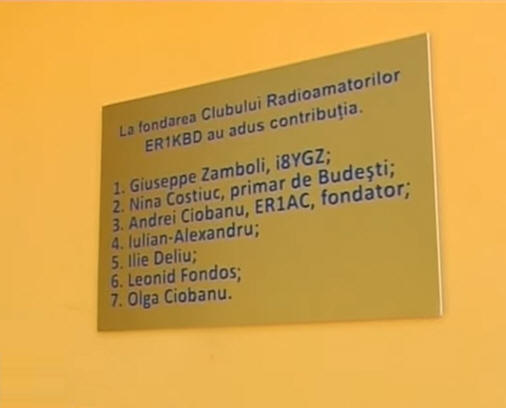 La fondarea Clubului Radioamatorilor
ER1KBD au adus contribuția.
1. Giuseppe Zamboli, i8YGZ;
2. Nina Costiuc, primar de Budești;
3. Andrei Ciobanu, ER1AC, fondator;
4. Iulian-Alexandru;
5. Ilie Deliu;
6. Leonid Fondos;
7. Olga Ciobanu.